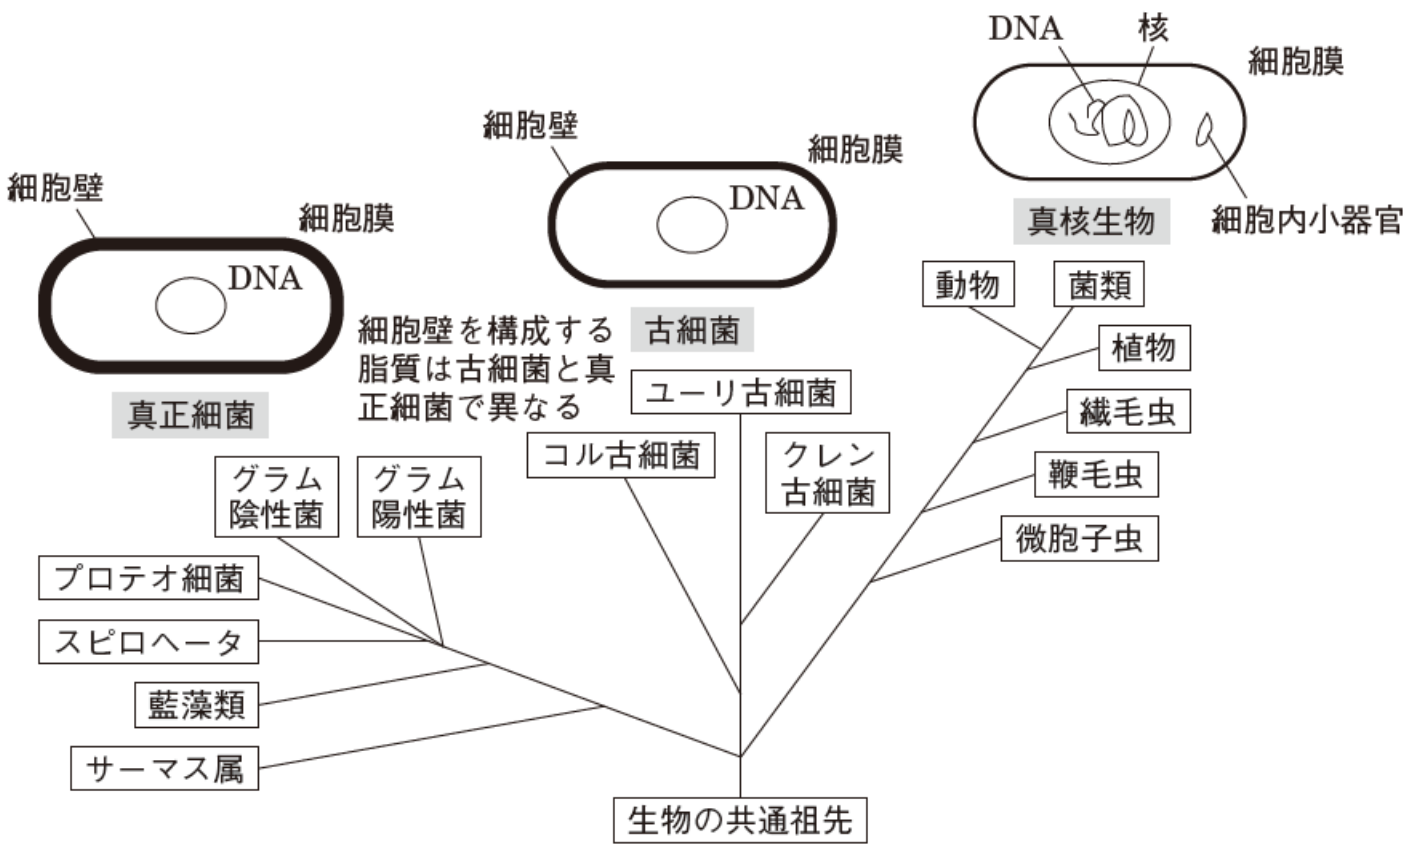 DNA
核
細胞膜
細胞内小器官
真核生物
細胞壁
細胞膜
DNA
古細菌
細胞壁
細胞膜
DNA
真正細菌
細胞壁を構成する
脂質は古細菌と真
正細菌で異なる
動物
菌類
植物
繊毛虫
鞭毛虫
微胞子虫
ユーリ古細菌
コル古細菌
クレン
古細菌
グラム
陰性菌
グラム
陽性菌
プロテオ細菌
スピロヘータ
藍藻類
サーマス属
生物の共通祖先